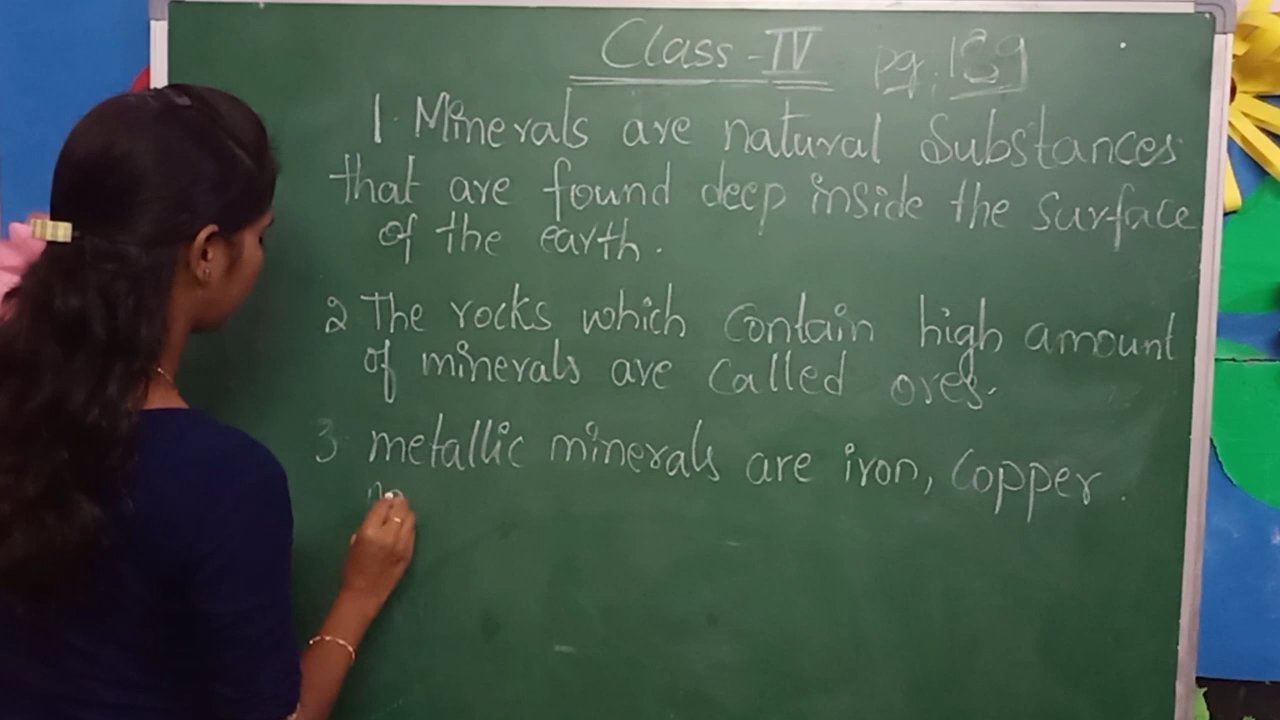 Class - IV pg. 139
1. Minerals are natural Substances
that are found deep inside the surface
of the earth.
2 The rocks which contain high amount
of minerals are called ores.
3. metallic minerals are iron, Copper.